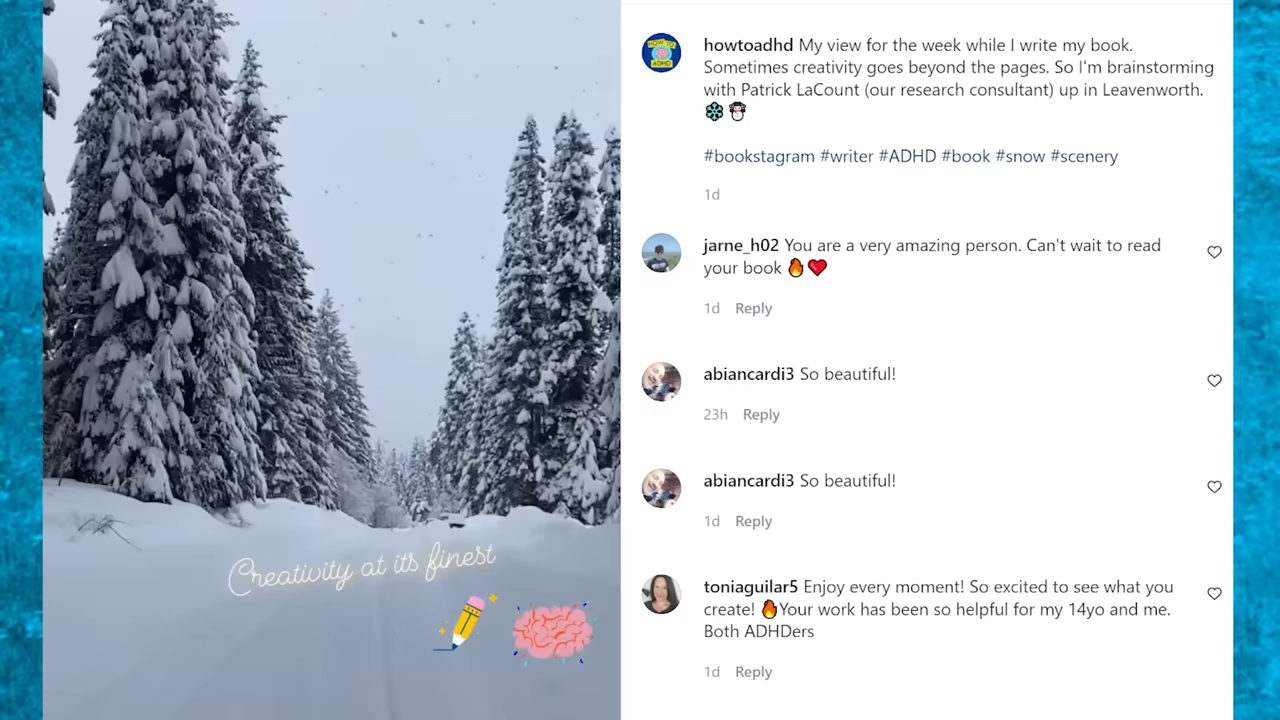 Creativity at its finest
HOW TO
ADHD
howtoadhd My view for the week while I write my book.
Sometimes creativity goes beyond the pages. So I'm brainstorming
with Patrick LaCount (our research consultant) up in Leavenworth.
❄️☃️
#bookstagram #writer #ADHD #book #snow #scenery
1d
jarne_h02 You are a very amazing person. Can't wait to read
your book 🔥❤️
1d Reply
abiancardi3 So beautiful!
23h Reply
abiancardi3 So beautiful!
1d Reply
toniaguilar5 Enjoy every moment! So excited to see what you
create! 🔥Your work has been so helpful for my 14yo and me.
Both ADHDers
1d Reply